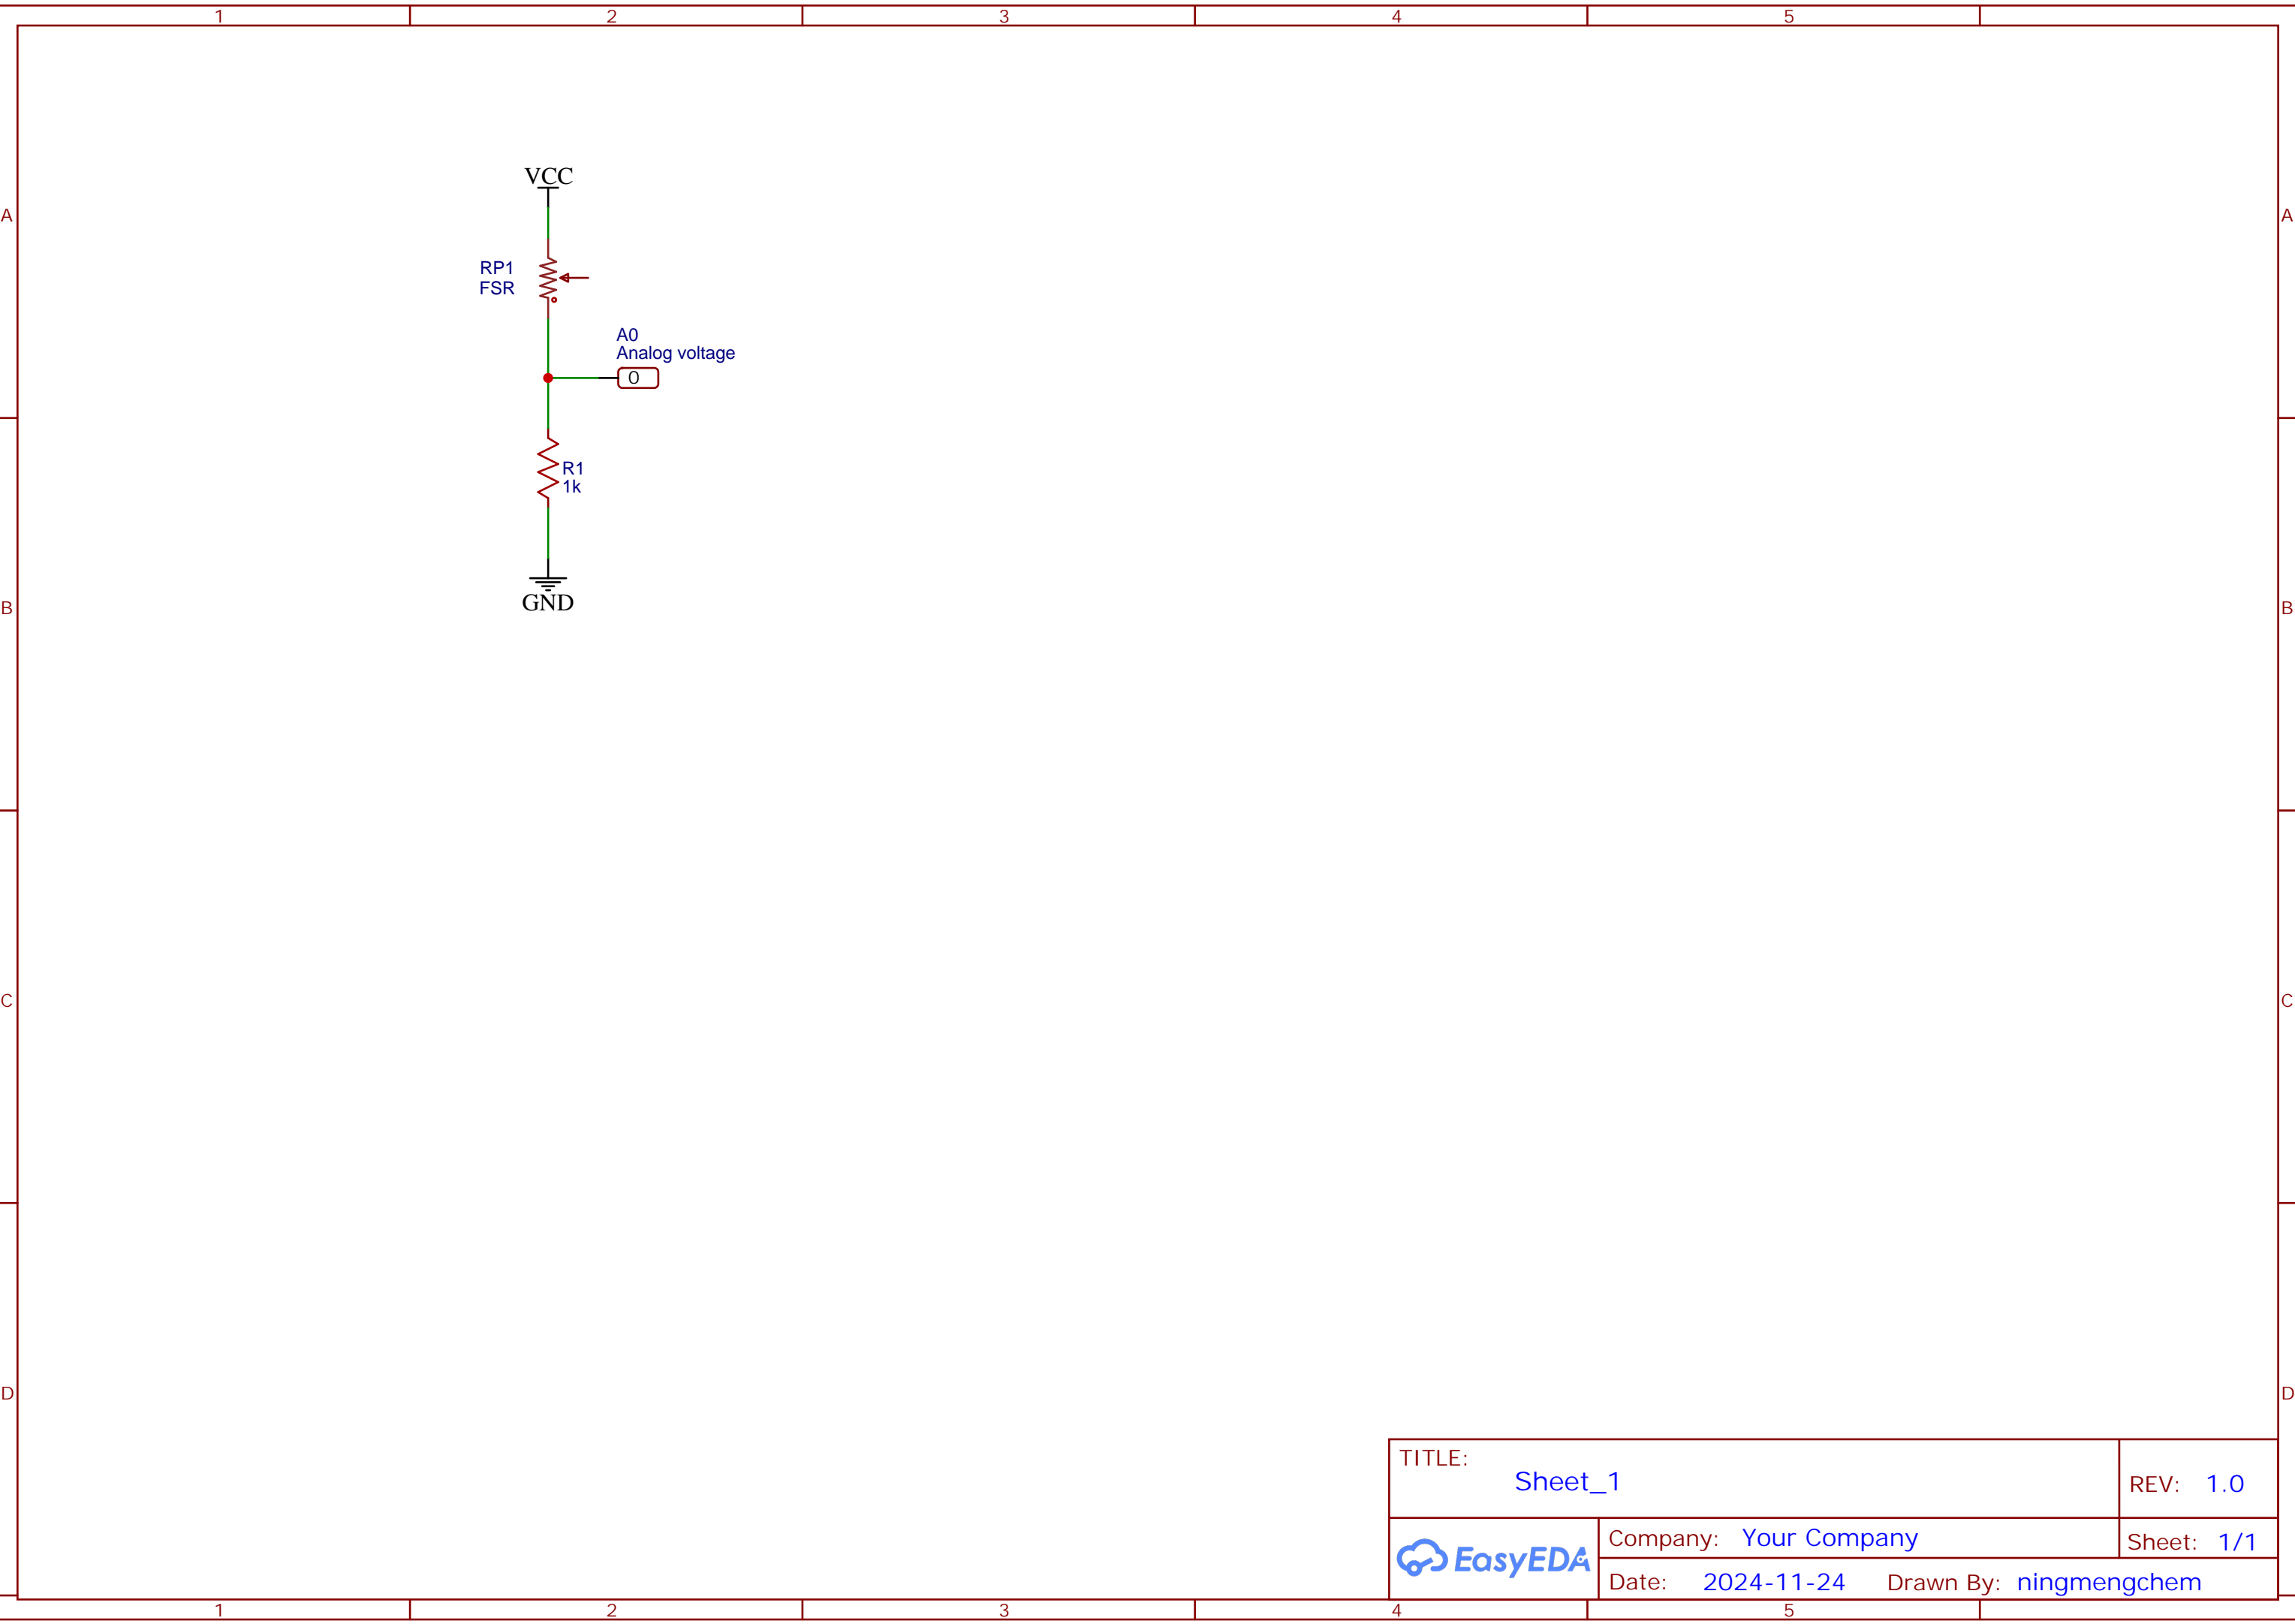 1 2 3 4 5
A A
VCC
RP1
FSR
A0
Analog voltage
O
R1
1k
GND
B B
C C
D D
TITLE:
Sheet_1
REV: 1.0
EasyEDA
Company: Your Company
Sheet: 1/1
Date: 2024-11-24 Drawn By: ningmengchem
1 2 3 4 5